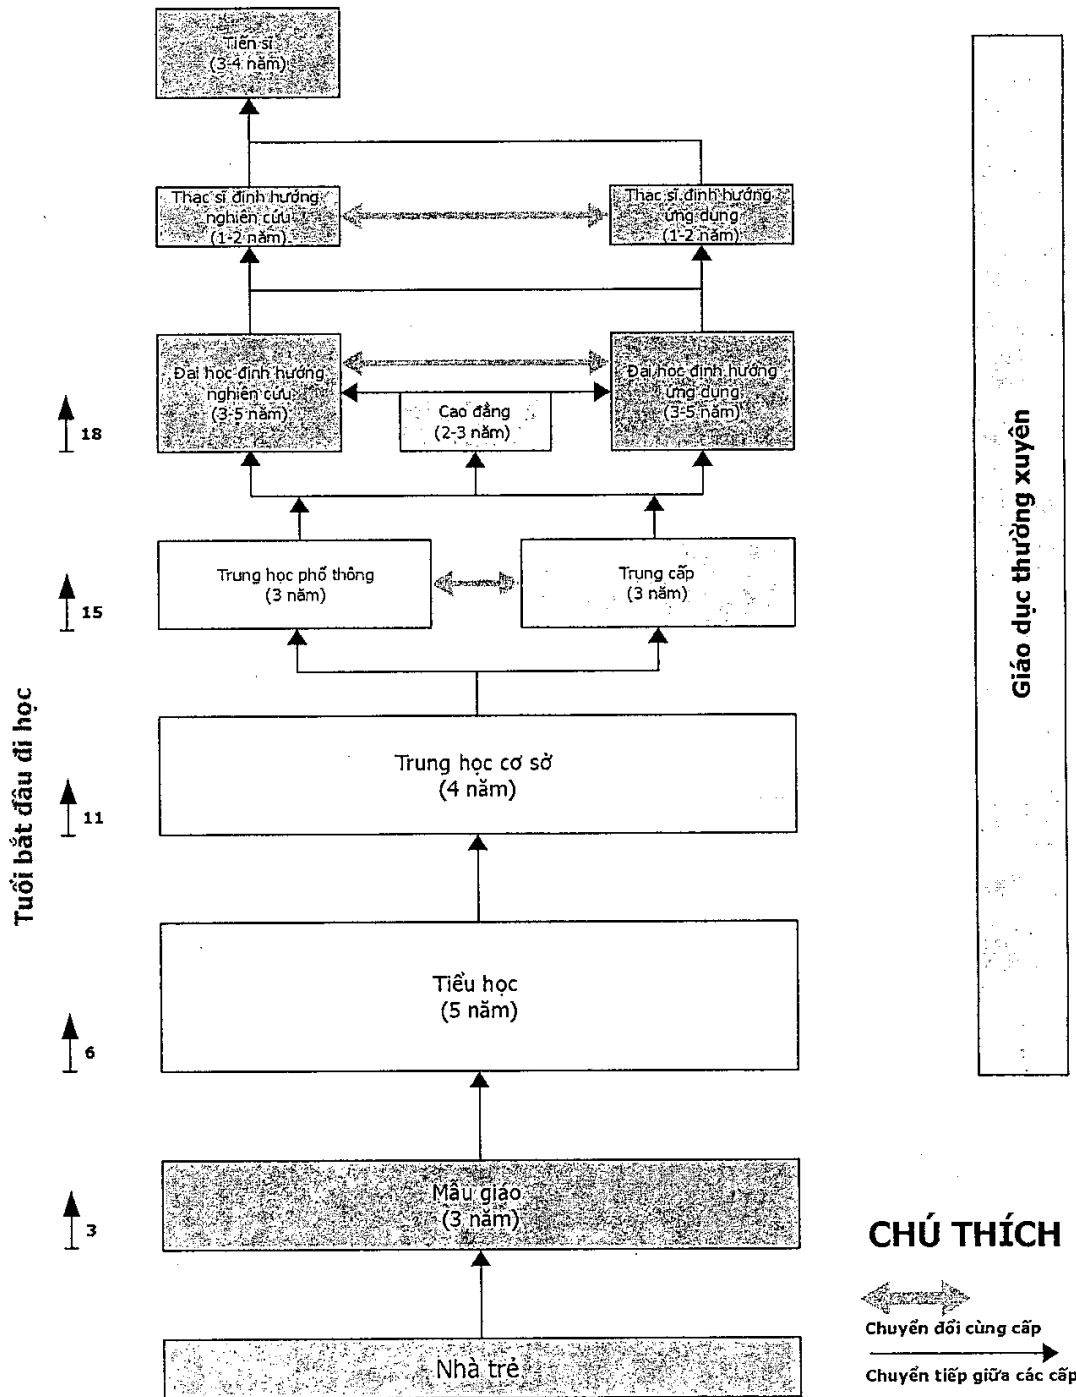 Tiến sĩ
(3-4 năm)
Thạc sĩ định hướng
nghiên cứu
(1-2 năm)
Thạc sĩ định hướng
ứng dụng
(1-2 năm)
Đại học định hướng
nghiên cứu
(3-5 năm)
Cao đẳng
(2-3 năm)
Đại học định hướng
ứng dụng
(3-5 năm)
18
Trung học phổ thông
(3 năm)
Trung cấp
(3 năm)
15
Trung học cơ sở
(4 năm)
11
Tiểu học
(5 năm)
6
Mẫu giáo
(3 năm)
3
Nhà trẻ
Tuổi bắt đầu đi học
Giáo dục thường xuyên
CHÚ THÍCH
Chuyển đổi cùng cấp
Chuyển tiếp giữa các cấp